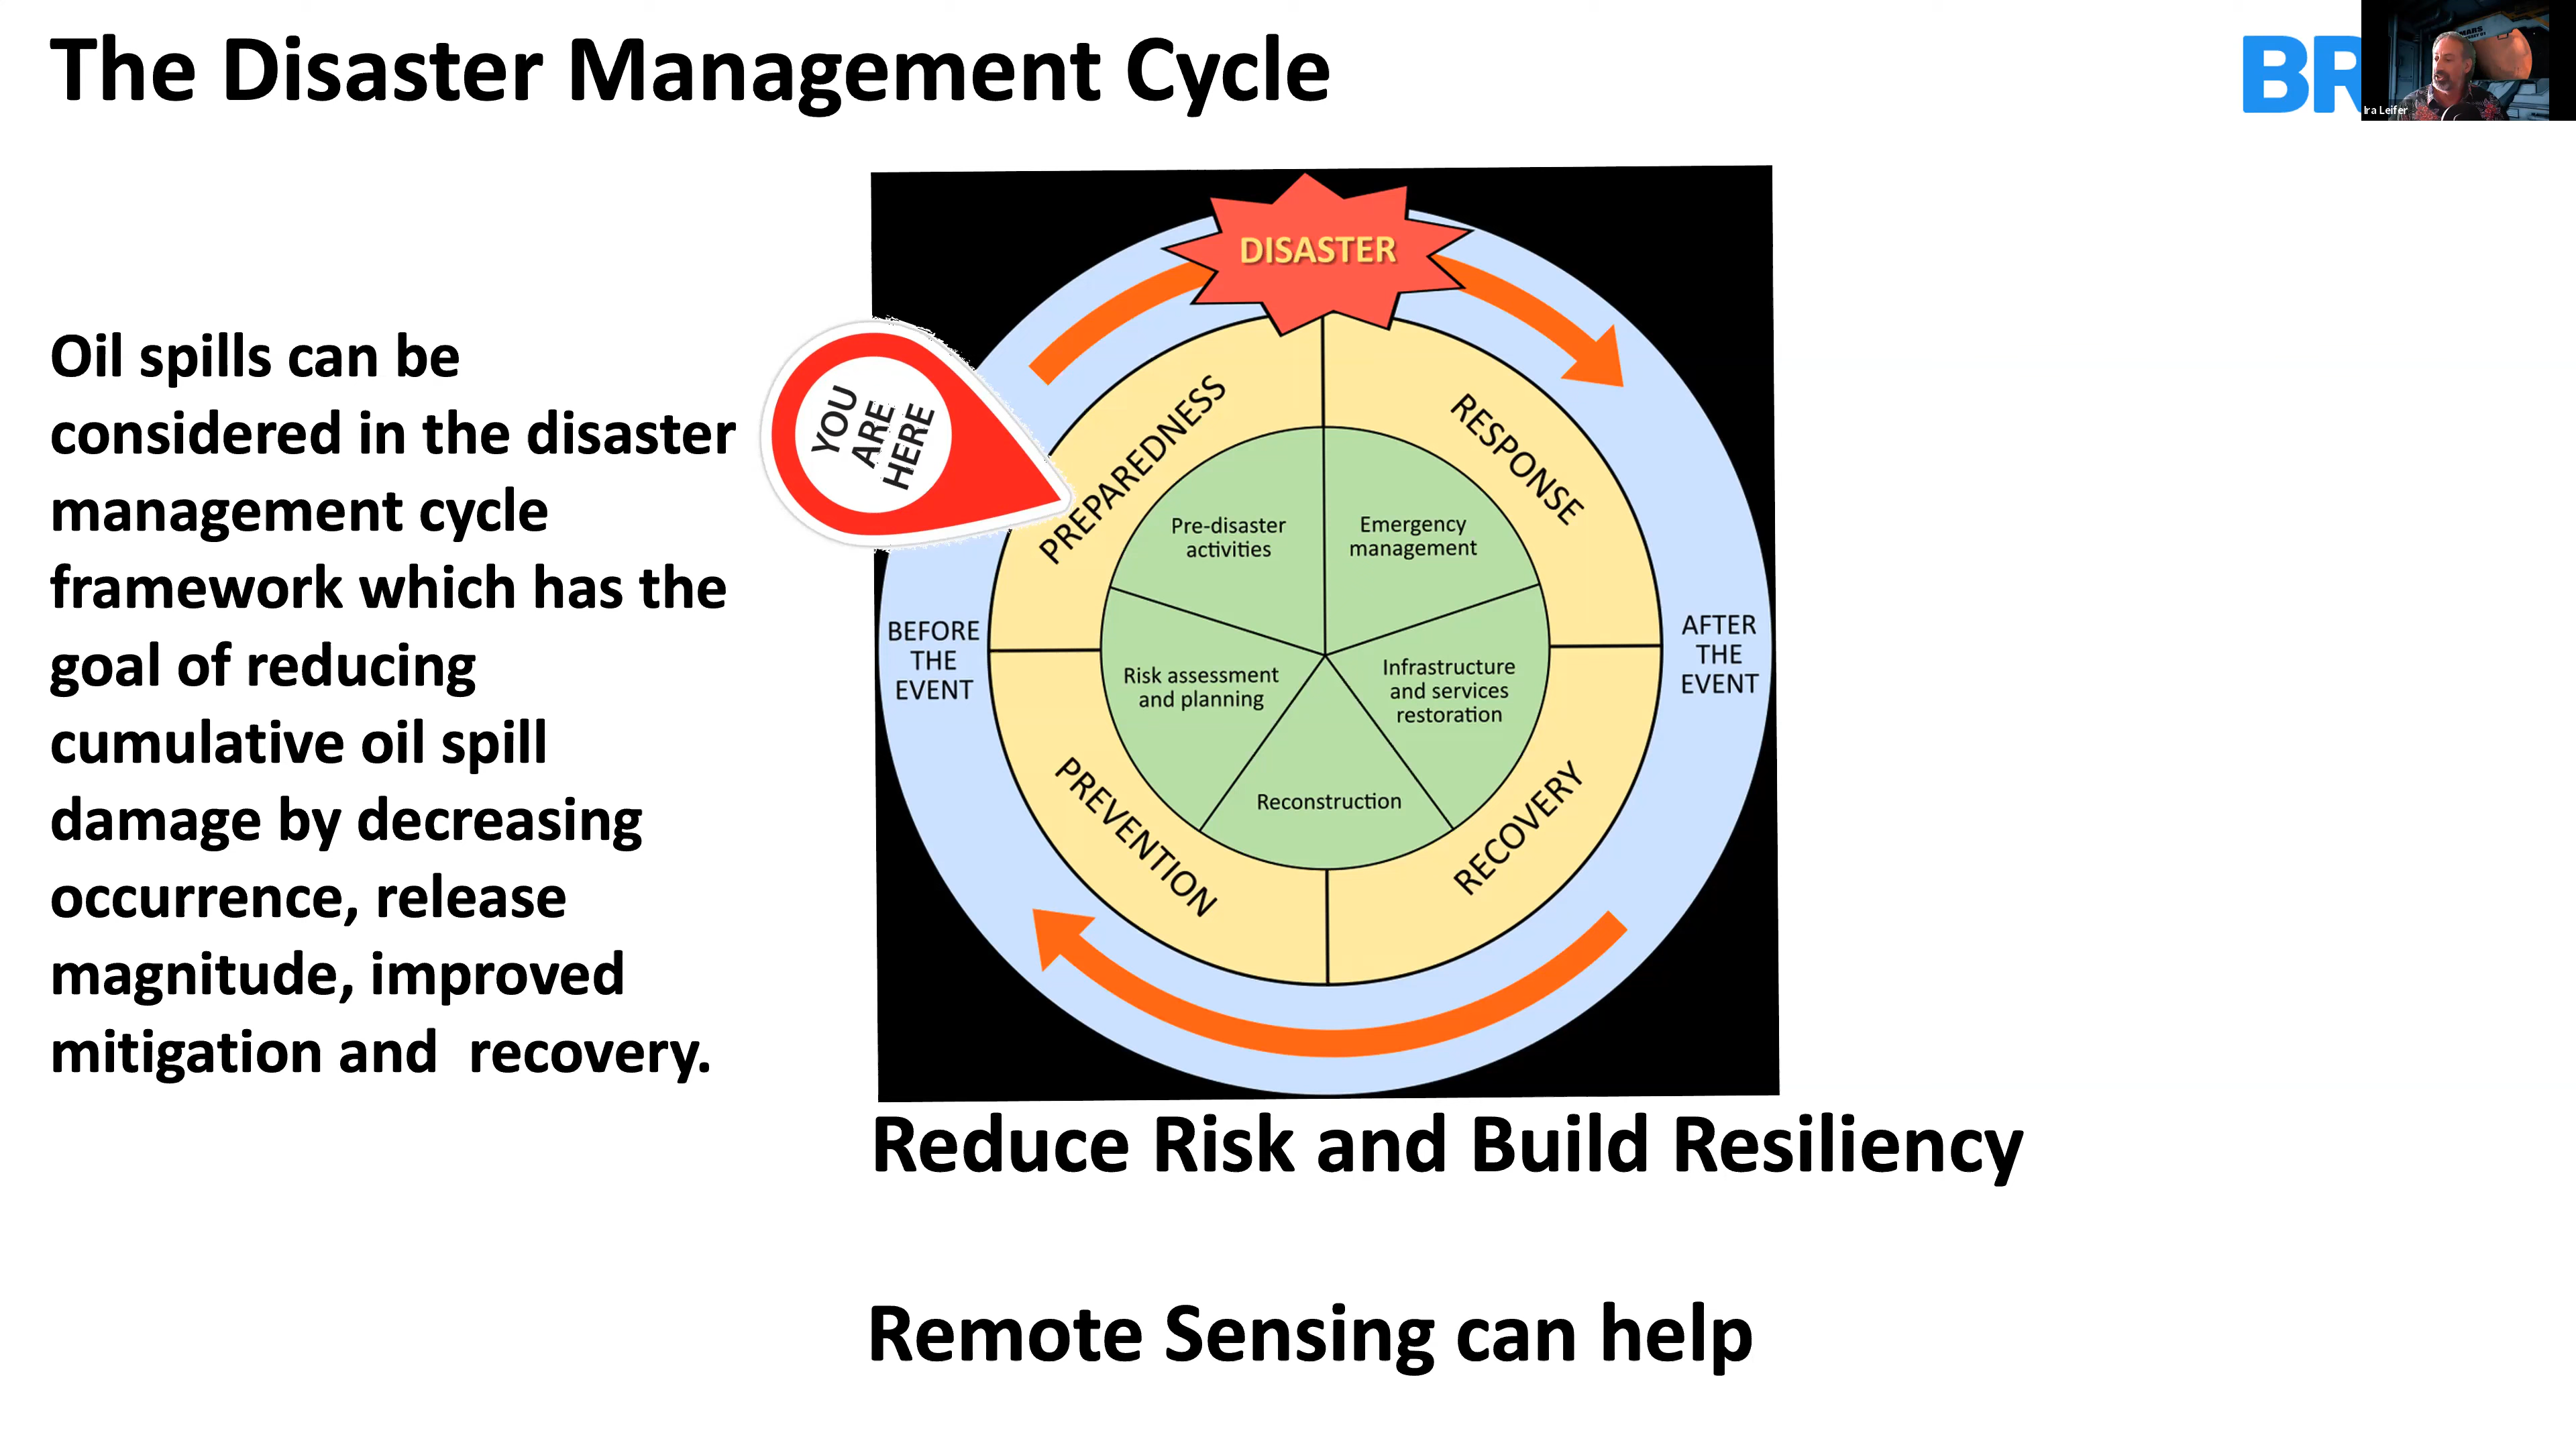 The Disaster Management Cycle
BR
MARS
Ira Leifer
Oil spills can be
considered in the disaster
management cycle
framework which has the
goal of reducing
cumulative oil spill
damage by decreasing
occurrence, release
magnitude, improved
mitigation and  recovery.
DISASTER
YOU
ARE
HERE
PREPAREDNESS
RESPONSE
Pre-disaster
activities
Emergency
management
BEFORE
THE
EVENT
AFTER
THE
EVENT
Risk assessment
and planning
Infrastructure
and services
restoration
Reconstruction
PREVENTION
RECOVERY
Reduce Risk and Build Resiliency
Remote Sensing can help